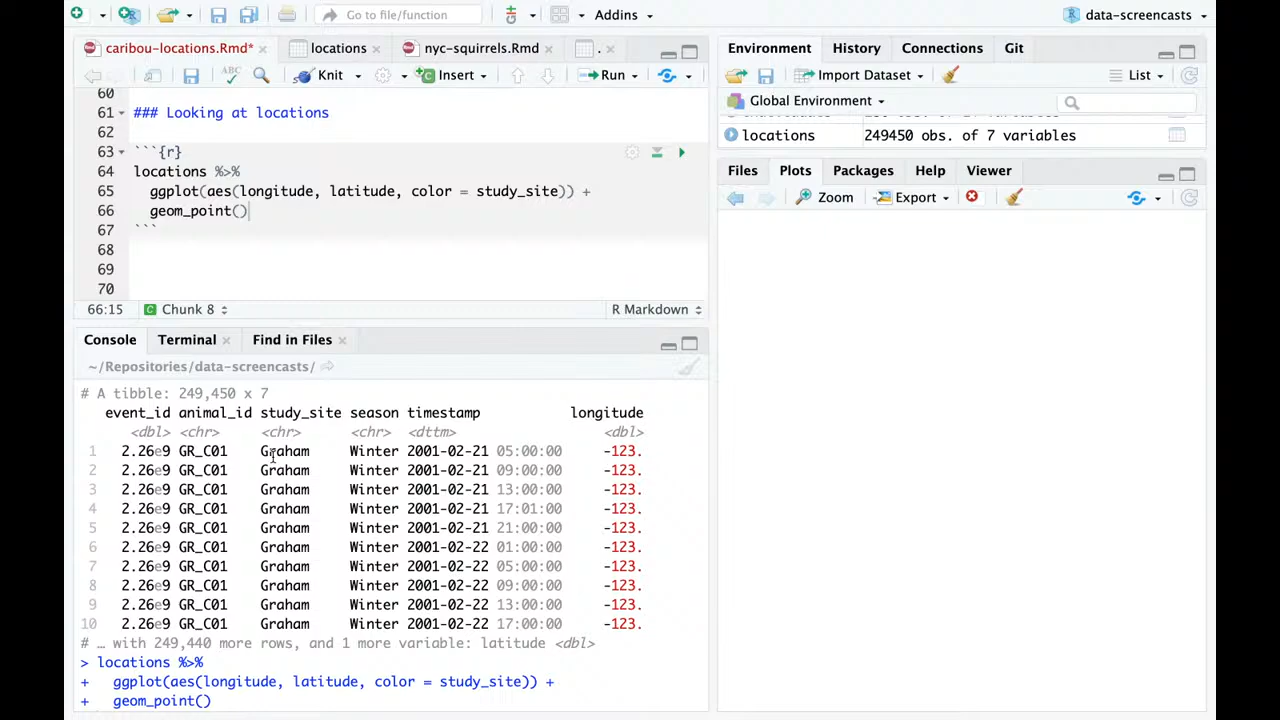 Go to file/function
Addins
data-screencasts
caribou-locations.Rmd*
locations
nyc-squirrels.Rmd
.
ABC
Knit
Insert
Run
60
61 ### Looking at locations
62
63 ```{r}
64 locations %>%
65 ggplot(aes(longitude, latitude, color = study_site)) +
66 geom_point()
67 ```
68
69
70
66:15
Chunk 8
R Markdown
Console
Terminal
Find in Files
~/Repositories/data-screencasts/
# A tibble: 249,450 x 7
event_id animal_id study_site season timestamp longitude
<dbl> <chr> <chr> <chr> <dttm> <dbl>
1 2.26e9 GR_C01 Graham Winter 2001-02-21 05:00:00 -123.
2 2.26e9 GR_C01 Graham Winter 2001-02-21 09:00:00 -123.
3 2.26e9 GR_C01 Graham Winter 2001-02-21 13:00:00 -123.
4 2.26e9 GR_C01 Graham Winter 2001-02-21 17:01:00 -123.
5 2.26e9 GR_C01 Graham Winter 2001-02-21 21:00:00 -123.
6 2.26e9 GR_C01 Graham Winter 2001-02-22 01:00:00 -123.
7 2.26e9 GR_C01 Graham Winter 2001-02-22 05:00:00 -123.
8 2.26e9 GR_C01 Graham Winter 2001-02-22 09:00:00 -123.
9 2.26e9 GR_C01 Graham Winter 2001-02-22 13:00:00 -123.
10 2.26e9 GR_C01 Graham Winter 2001-02-22 17:00:00 -123.
# … with 249,440 more rows, and 1 more variable: latitude <dbl>
> locations %>%
+ ggplot(aes(longitude, latitude, color = study_site)) +
+ geom_point()
Environment
History
Connections
Git
Import Dataset
List
Global Environment
locations 249450 obs. of 7 variables
Files
Plots
Packages
Help
Viewer
Zoom
Export